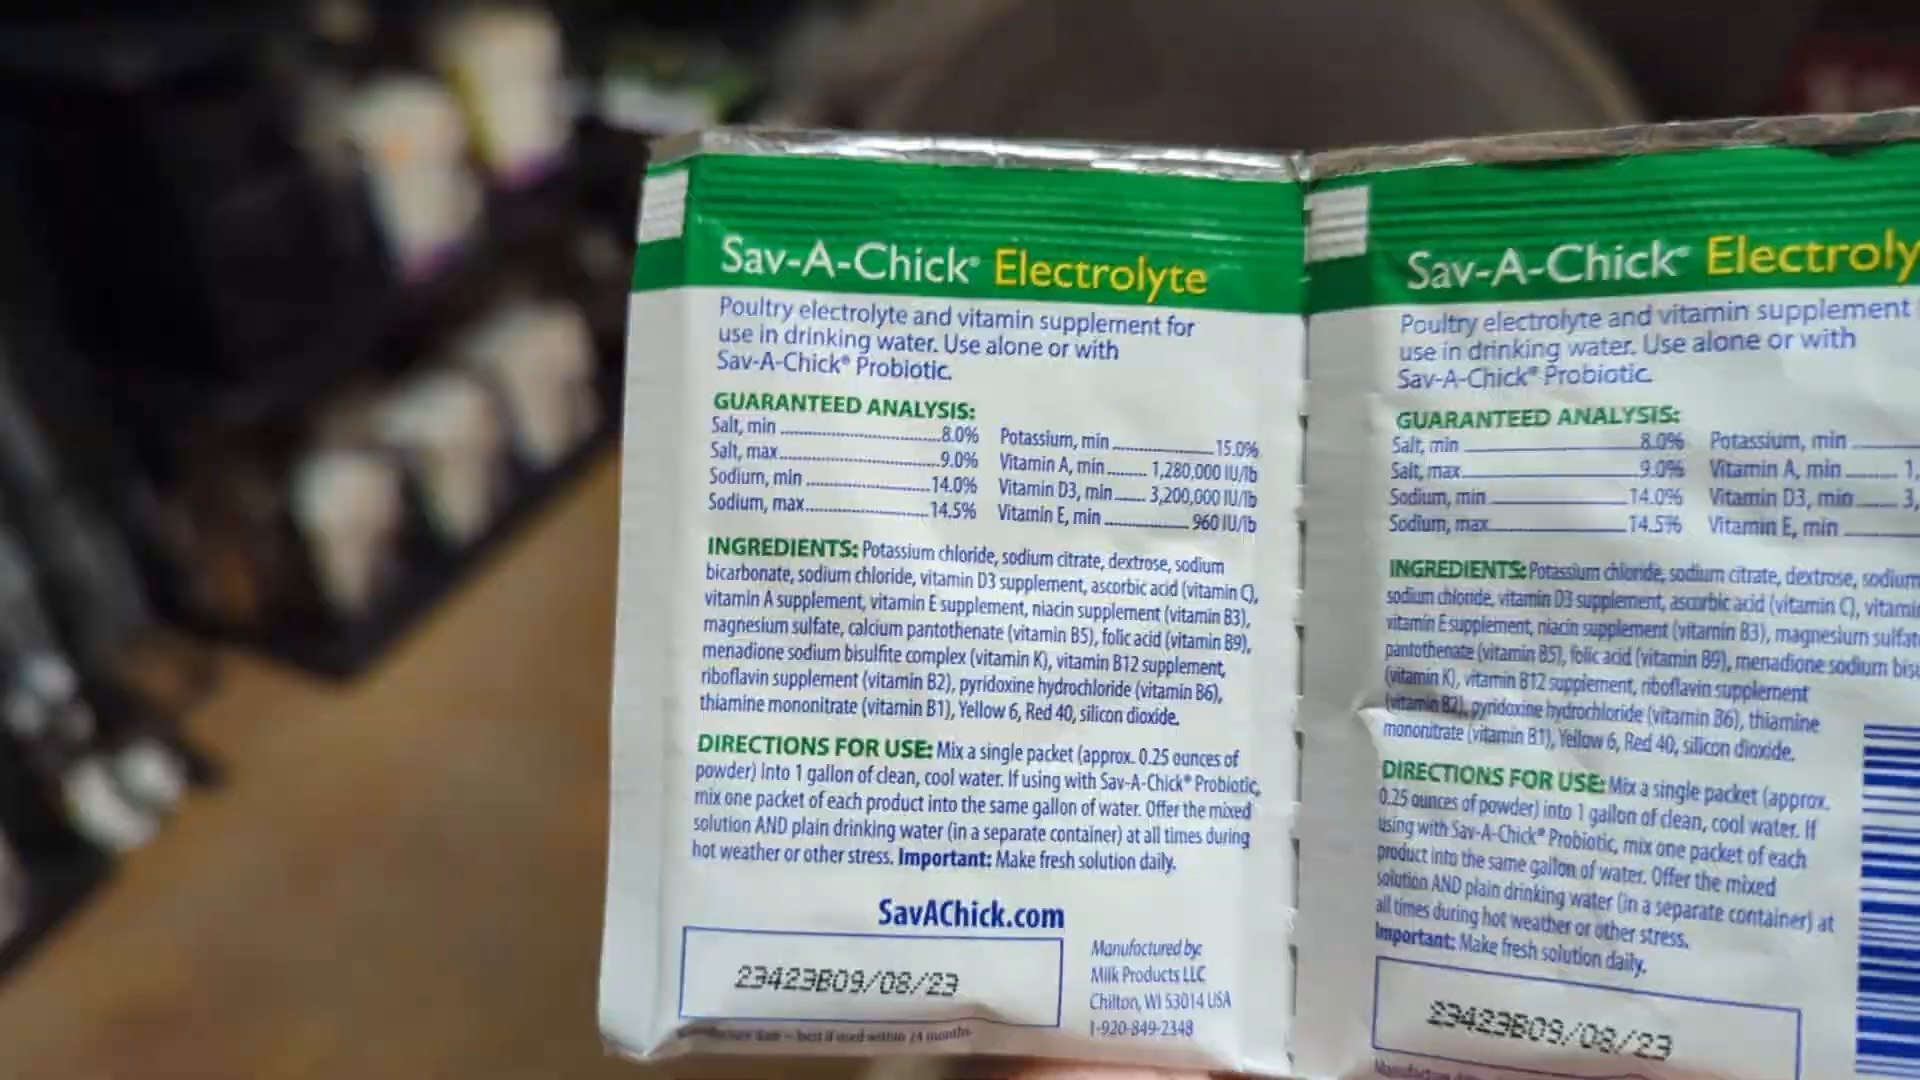 Sav-A-Chick® Electrolyte
Poultry electrolyte and vitamin supplement for
use in drinking water. Use alone or with
Sav-A-Chick® Probiotic.
GUARANTEED ANALYSIS:
Salt, min 8.0% Potassium, min 15.0%
Salt, max 9.0% Vitamin A, min 1,280,000 IU/lb
Sodium, min 14.0% Vitamin D3, min 3,200,000 IU/lb
Sodium, max 14.5% Vitamin E, min 960 IU/lb
INGREDIENTS: Potassium chloride, sodium citrate, dextrose, sodium
bicarbonate, sodium chloride, vitamin D3 supplement, ascorbic acid (vitamin C),
vitamin A supplement, vitamin E supplement, niacin supplement (vitamin B3),
magnesium sulfate, calcium pantothenate (vitamin B5), folic acid (vitamin B9),
menadione sodium bisulfite complex (vitamin K), vitamin B12 supplement,
riboflavin supplement (vitamin B2), pyridoxine hydrochloride (vitamin B6),
thiamine mononitrate (vitamin B1), Yellow 6, Red 40, silicon dioxide.
DIRECTIONS FOR USE: Mix a single packet (approx. 0.25 ounces of
powder) into 1 gallon of clean, cool water. If using with Sav-A-Chick® Probiotic,
mix one packet of each product into the same gallon of water. Offer the mixed
solution AND plain drinking water (in a separate container) at all times during
hot weather or other stress. Important: Make fresh solution daily.
SavAChick.com
23423B09/08/23
date – best if used within 24 months
Manufactured by:
Milk Products LLC
Chilton, WI 53014 USA
1-920-849-2348
Sav-A-Chick® Electroly
Poultry electrolyte and vitamin supplement
use in drinking water. Use alone or with
Sav-A-Chick® Probiotic.
GUARANTEED ANALYSIS:
Salt, min 8.0% Potassium, min
Salt, max 9.0% Vitamin A, min 1,
Sodium, min 14.0% Vitamin D3, min 3,
Sodium, max 14.5% Vitamin E, min
INGREDIENTS: Potassium chloride, sodium citrate, dextrose, sodium
sodium chloride, vitamin D3 supplement, ascorbic acid (vitamin C), vitamin
vitamin E supplement, niacin supplement (vitamin B3), magnesium sulfate
pantothenate (vitamin B5), folic acid (vitamin B9), menadione sodium bisu
(vitamin K), vitamin B12 supplement, riboflavin supplement
(vitamin B2), pyridoxine hydrochloride (vitamin B6), thiamine
mononitrate (vitamin B1), Yellow 6, Red 40, silicon dioxide.
DIRECTIONS FOR USE: Mix a single packet (approx.
0.25 ounces of powder) into 1 gallon of clean, cool water. If
using with Sav-A-Chick® Probiotic, mix one packet of each
product into the same gallon of water. Offer the mixed
solution AND plain drinking water (in a separate container) at
all times during hot weather or other stress.
Important: Make fresh solution daily.
23423B09/08/23